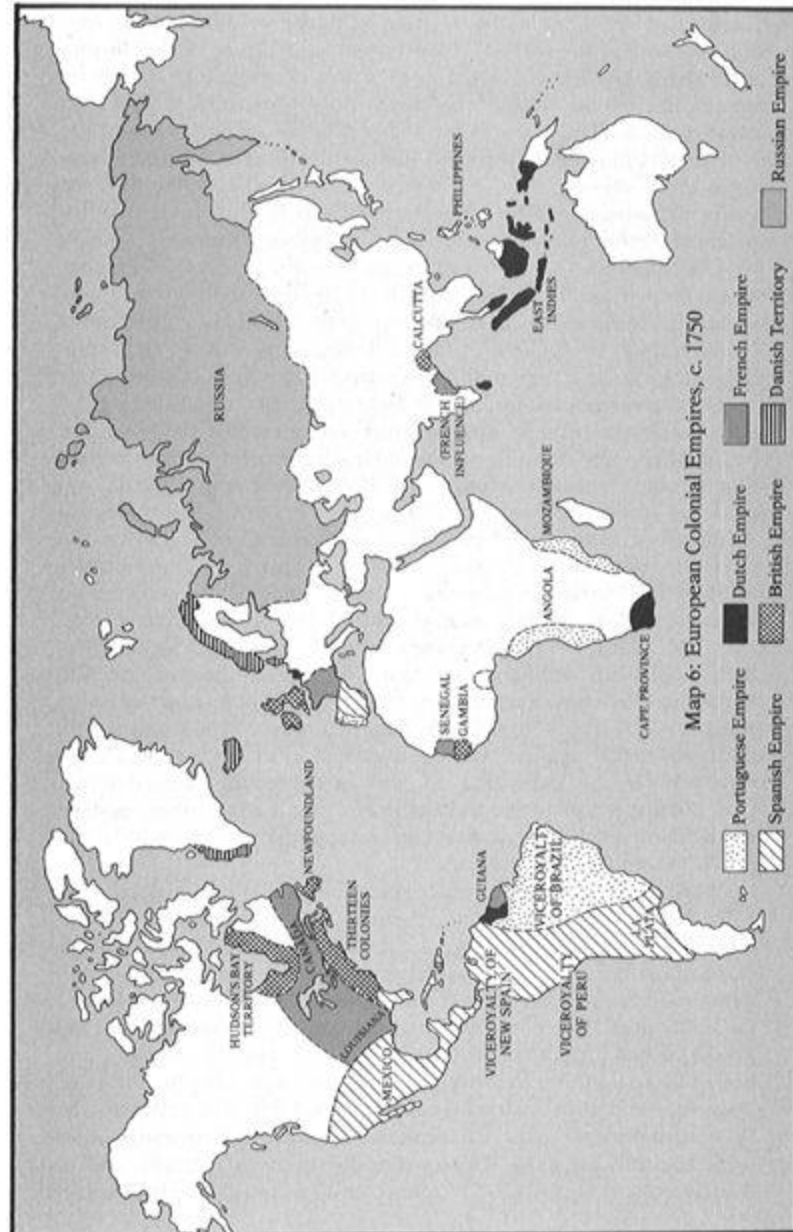 RUSSIA
HUDSON'S BAY
TERRITORY
CANADA
NEWFOUNDLAND
THIRTEEN
COLONIES
LOUISIANA
MEXICO
VICEROYALTY OF
NEW SPAIN
VICEROYALTY
OF PERU
GUIANA
VICEROYALTY
OF BRAZIL
LA
PLATA
SENEGAL
GAMBIA
ANGOLA
MOZAMBIQUE
CAPE PROVINCE
(FRENCH
INFLUENCE)
CALCUTTA
PHILIPPINES
EAST
INDIES
Map 6: European Colonial Empires, c. 1750
Portuguese Empire
Dutch Empire
French Empire
Russian Empire
Spanish Empire
British Empire
Danish Territory